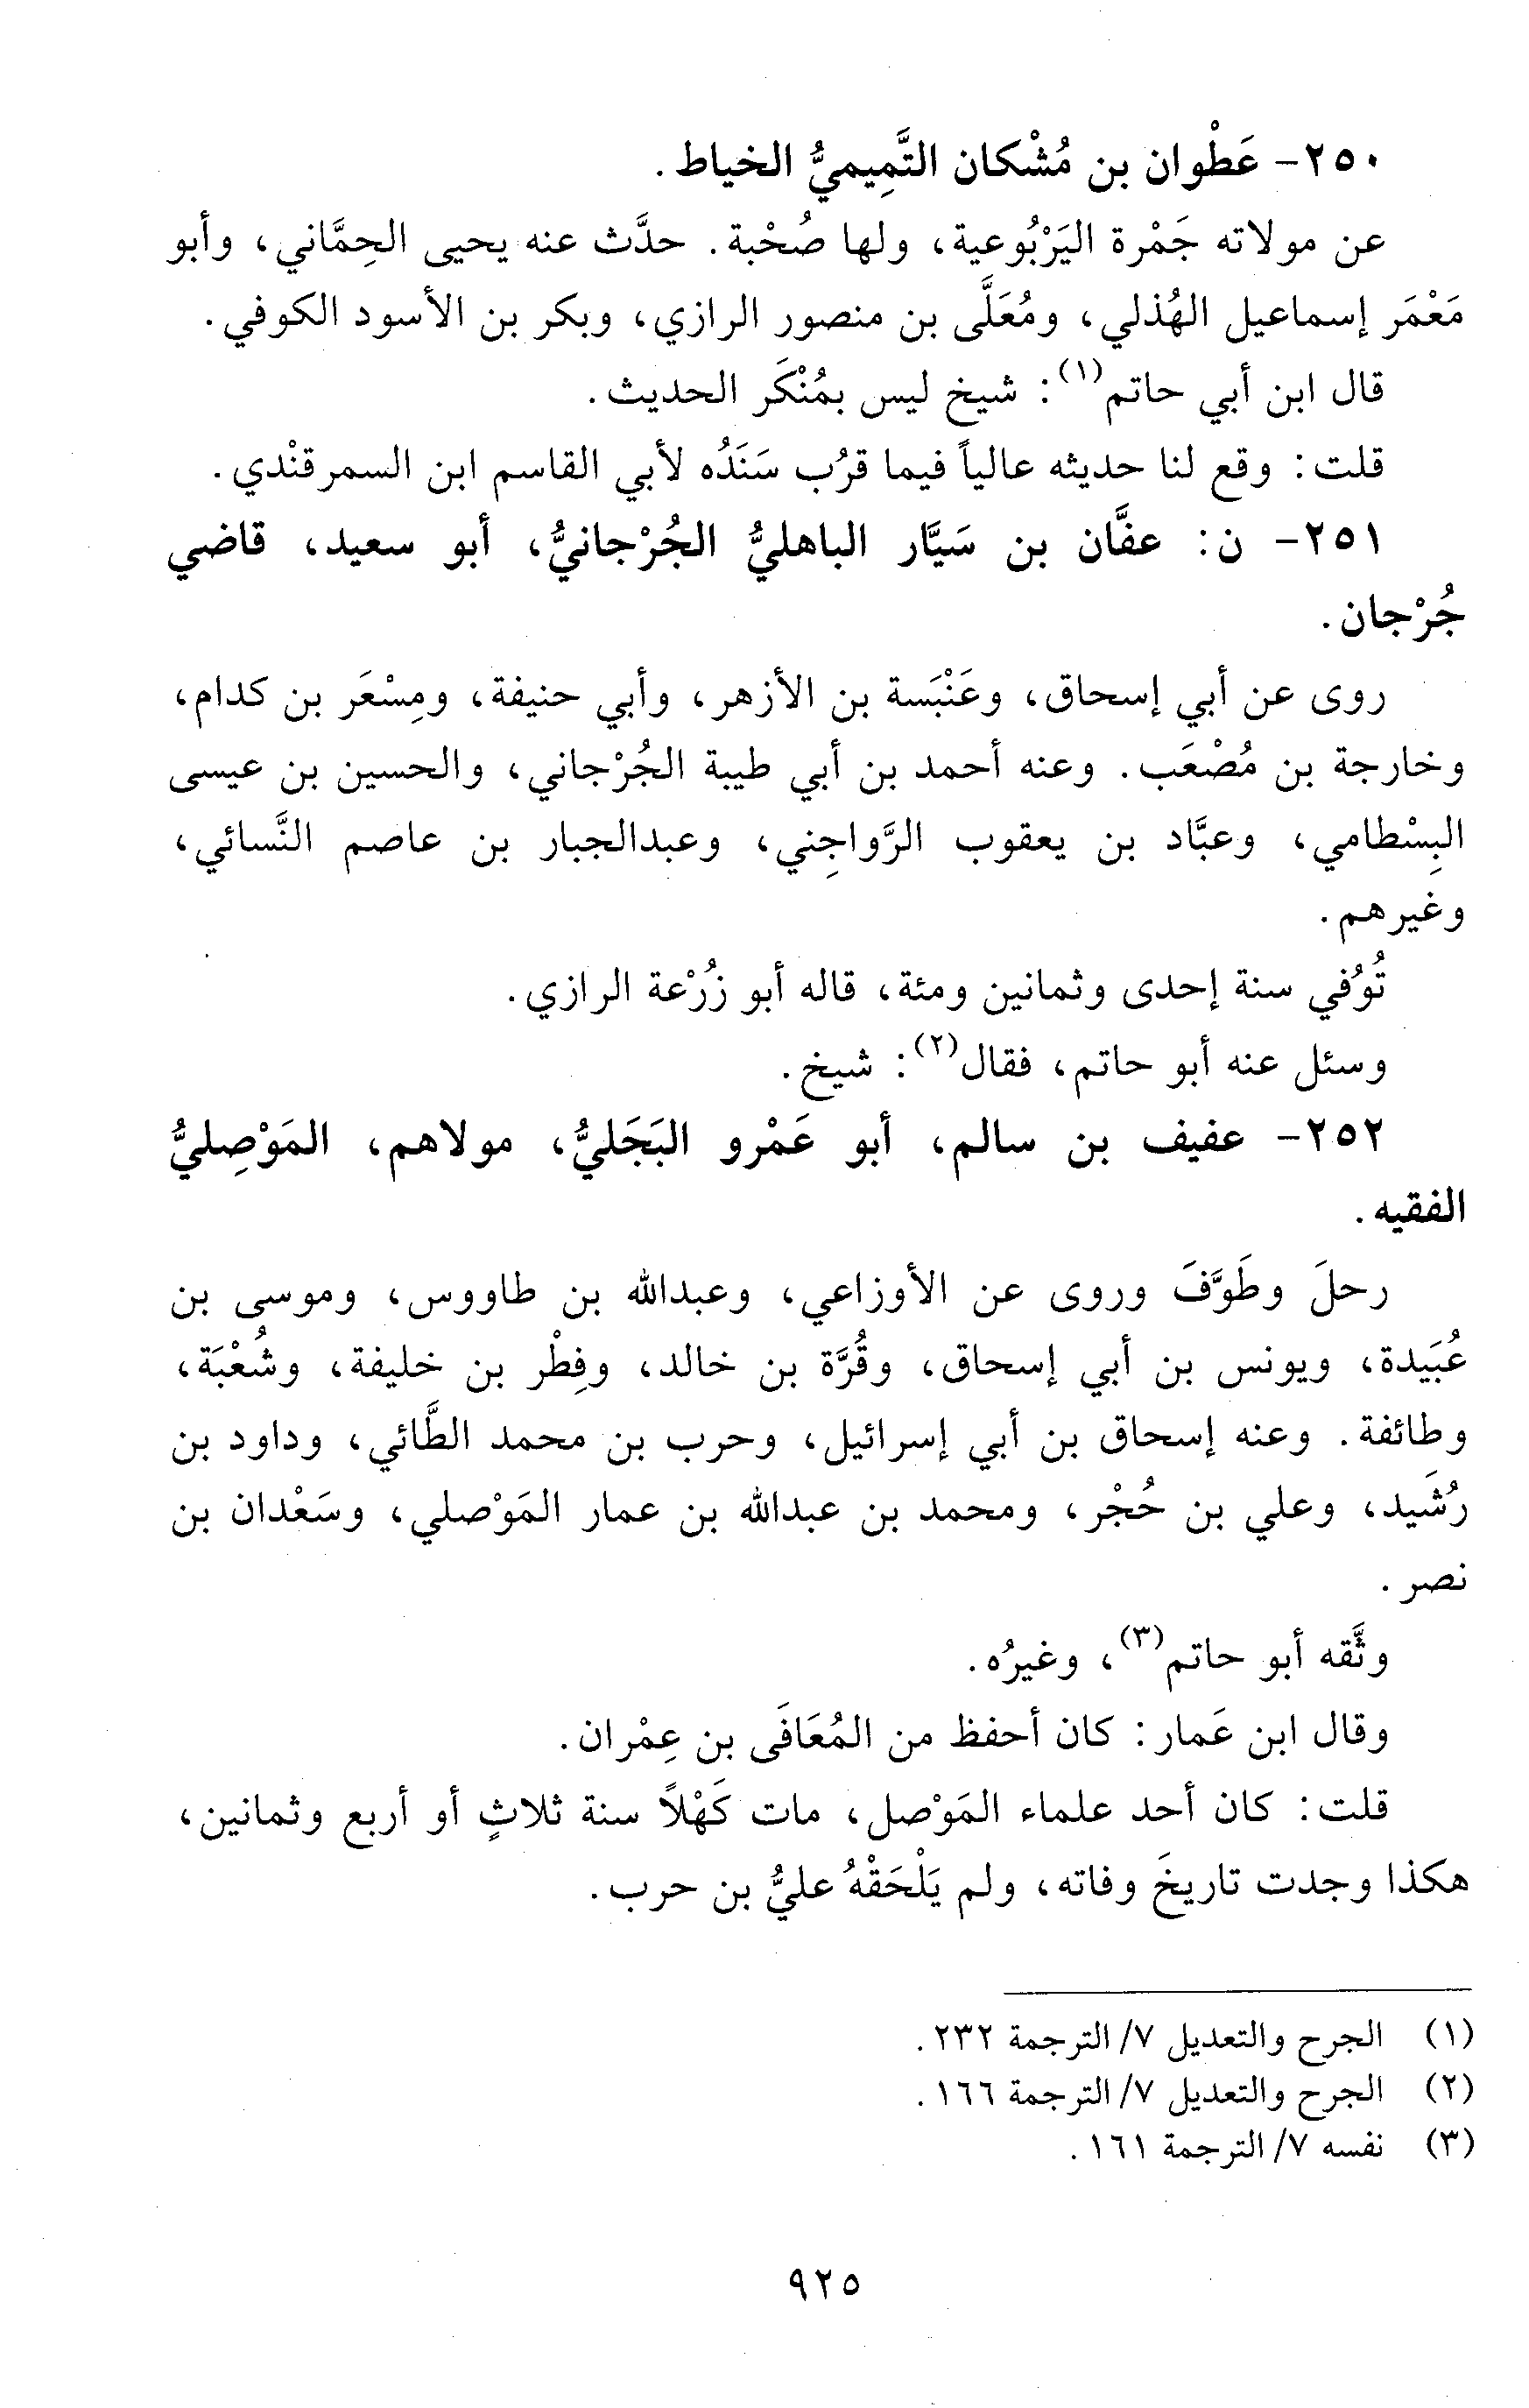 ٢٥٠- عَطْوان بن مُشْكان التَّمِيميُّ الخياط.
عن مولاته جَمْرة اليَرْبُوعية، ولها صُحْبة. حدَّث عنه يحيى الحِمَّاني، وأبو
مَعْمَر إسماعيل الهُذلي، ومُعَلَّى بن منصور الرازي، وبكر بن الأسود الكوفي.
قال ابن أبي حاتم(١): شيخ ليس بمُنْكَر الحديث.
قلت: وقع لنا حديثه عالياً فيما قرُب سَنَدُه لأبي القاسم ابن السمرقنْدي.
٢٥١- ن: عفَّان بن سَيَّار الباهليُّ الجُرْجانيُّ، أبو سعيد، قاضي
جُرْجان.
روى عن أبي إسحاق، وعَنْبَسة بن الأزهر، وأبي حنيفة، ومِسْعَر بن كدام،
وخارجة بن مُصْعَب. وعنه أحمد بن أبي طيبة الجُرْجاني، والحسين بن عيسى
البِسْطامي، وعبَّاد بن يعقوب الرَّواجِني، وعبدالجبار بن عاصم النَّسائي،
وغيرهم.
تُوُفي سنة إحدى وثمانين ومئة، قاله أبو زُرْعة الرازي.
وسئل عنه أبو حاتم، فقال(٢): شيخ.
٢٥٢- عفيف بن سالم، أبو عَمْرو البَجَليُّ، مولاهم، المَوْصِليُّ
الفقيه.
رحلَ وطَوَّفَ وروى عن الأوزاعي، وعبدالله بن طاووس، وموسى بن
عُبَيدة، ويونس بن أبي إسحاق، وقُرَّة بن خالد، وفِطْر بن خليفة، وشُعْبَة،
وطائفة. وعنه إسحاق بن أبي إسرائيل، وحرب بن محمد الطَّائي، وداود بن
رُشَيد، وعلي بن حُجْر، ومحمد بن عبدالله بن عمار المَوْصلي، وسَعْدان بن
نصر.
وثَّقه أبو حاتم(٣)، وغيرُه.
وقال ابن عَمار: كان أحفظ من المُعَافَى بن عِمْران.
قلت: كان أحد علماء المَوْصل، مات كَهْلاً سنة ثلاثٍ أو أربع وثمانين،
هكذا وجدت تاريخَ وفاته، ولم يَلْحَقْهُ عليُّ بن حرب.
(١) الجرح والتعديل ٧/ الترجمة ٢٣٢.
(٢) الجرح والتعديل ٧/ الترجمة ١٦٦.
(٣) نفسه ٧/ الترجمة ١٦١.
٩٢٥